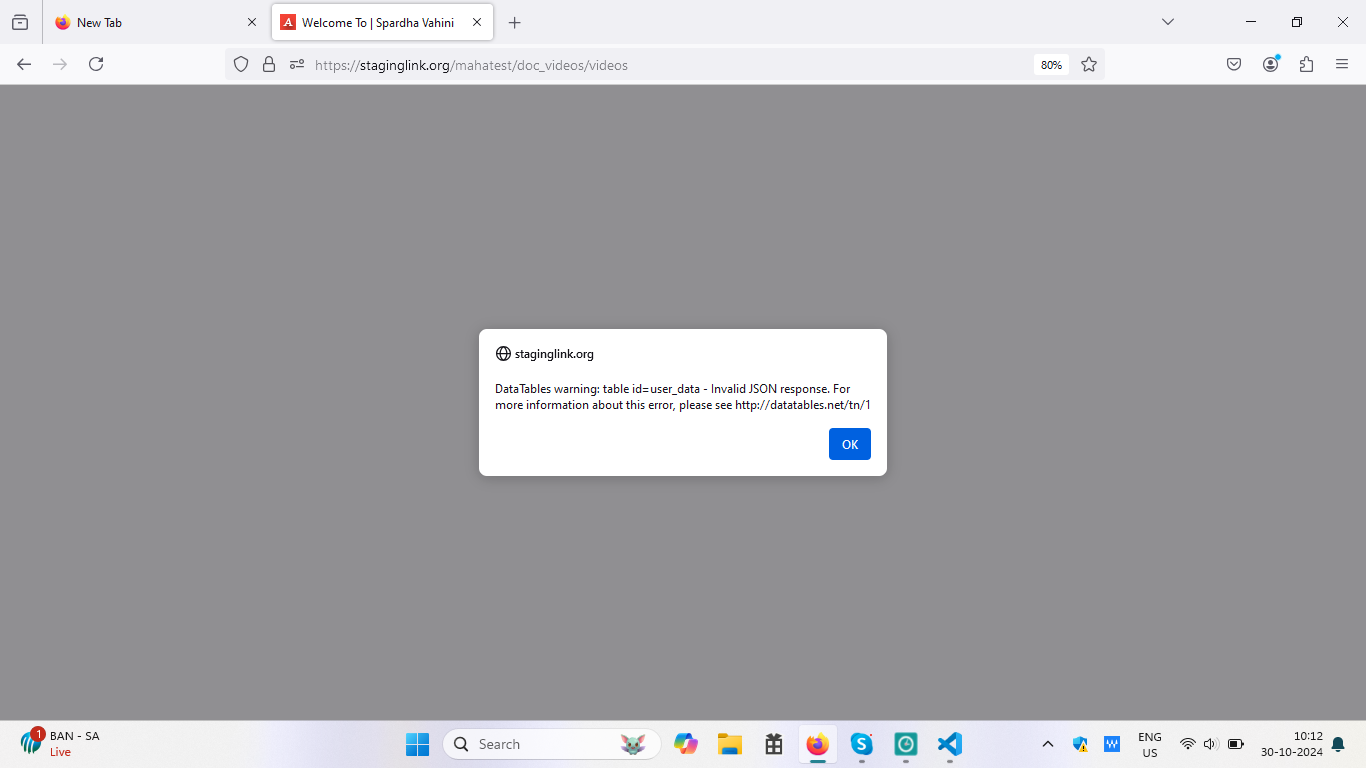 New Tab
Welcome To | Spardha Vahini
https://staginglink.org/mahatest/doc_videos/videos
80%
staginglink.org
DataTables warning: table id=user_data - Invalid JSON response. For
more information about this error, please see http://datatables.net/tn/1
OK
1
BAN - SA
Live
Search
ENG
US
10:12
30-10-2024